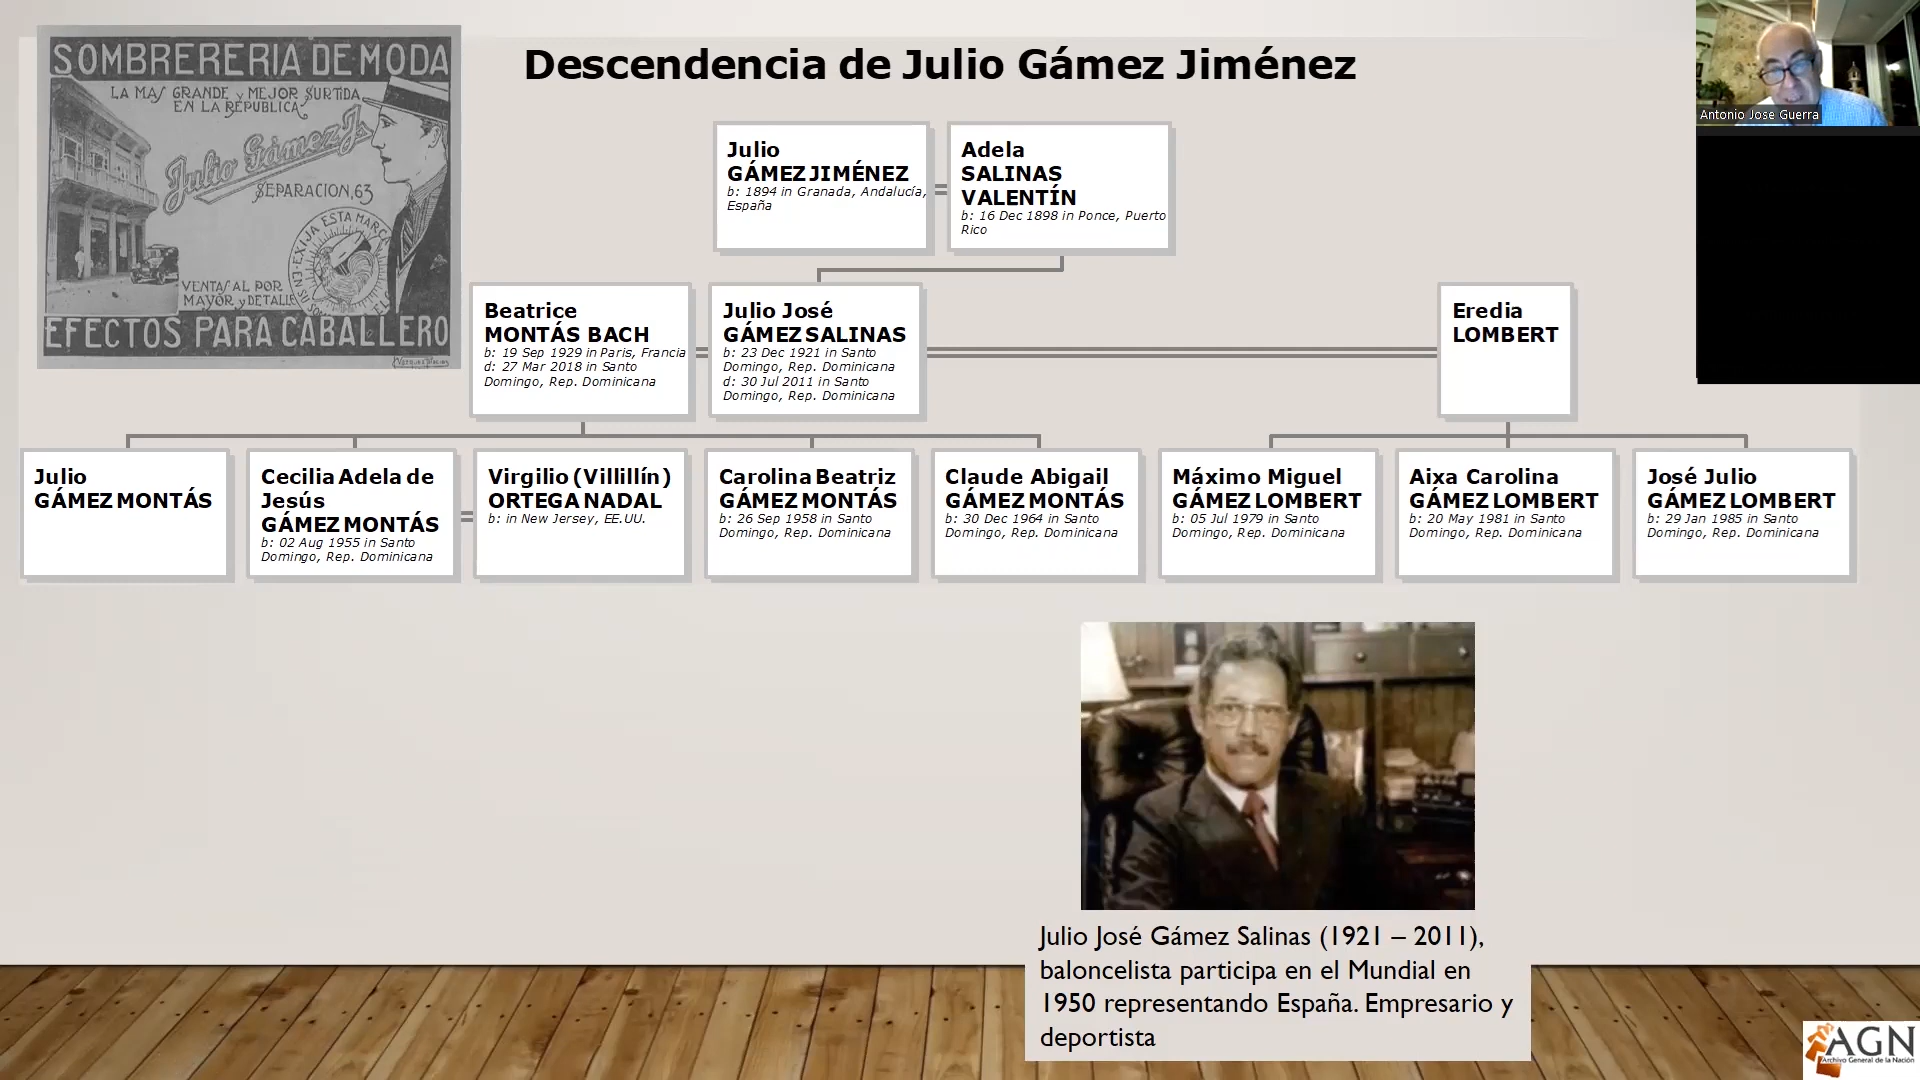 SOMBRERERIA DE MODA
LA MAS GRANDE Y MEJOR SURTIDA
EN LA REPUBLICA
Julio Gámez J.
SEPARACION, 63
EXIJA ESTA MARCA
EN SU
VENTAS AL POR
MAYOR Y DETALLE
EFECTOS PARA CABALLERO
Descendencia de Julio Gámez Jiménez
Antonio Jose Guerra
Julio
GÁMEZ JIMÉNEZ
b: 1894 in Granada, Andalucía,
España
Adela
SALINAS
VALENTÍN
b: 16 Dec 1898 in Ponce, Puerto
Rico
Beatrice
MONTÁS BACH
b: 19 Sep 1929 in Paris, Francia
d: 27 Mar 2018 in Santo
Domingo, Rep. Dominicana
Julio José
GÁMEZ SALINAS
b: 23 Dec 1921 in Santo
Domingo, Rep. Dominicana
d: 30 Jul 2011 in Santo
Domingo, Rep. Dominicana
Eredia
LOMBERT
Julio
GÁMEZ MONTÁS
Cecilia Adela de
Jesús
GÁMEZ MONTÁS
b: 02 Aug 1955 in Santo
Domingo, Rep. Dominicana
Virgilio (Villillín)
ORTEGA NADAL
b: in New Jersey, EE.UU.
Carolina Beatriz
GÁMEZ MONTÁS
b: 26 Sep 1958 in Santo
Domingo, Rep. Dominicana
Claude Abigail
GÁMEZ MONTÁS
b: 30 Dec 1964 in Santo
Domingo, Rep. Dominicana
Máximo Miguel
GÁMEZ LOMBERT
b: 05 Jul 1979 in Santo
Domingo, Rep. Dominicana
Aixa Carolina
GÁMEZ LOMBERT
b: 20 May 1981 in Santo
Domingo, Rep. Dominicana
José Julio
GÁMEZ LOMBERT
b: 29 Jan 1985 in Santo
Domingo, Rep. Dominicana
Julio José Gámez Salinas (1921 – 2011),
baloncelista participa en el Mundial en
1950 representando España. Empresario y
deportista
AGN
Archivo General de la Nación